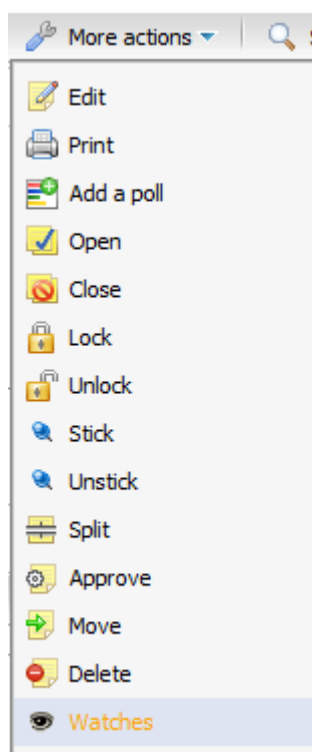 More actions
Edit
Print
Add a poll
Open
Close
Lock
Unlock
Stick
Unstick
Split
Approve
Move
Delete
Watches